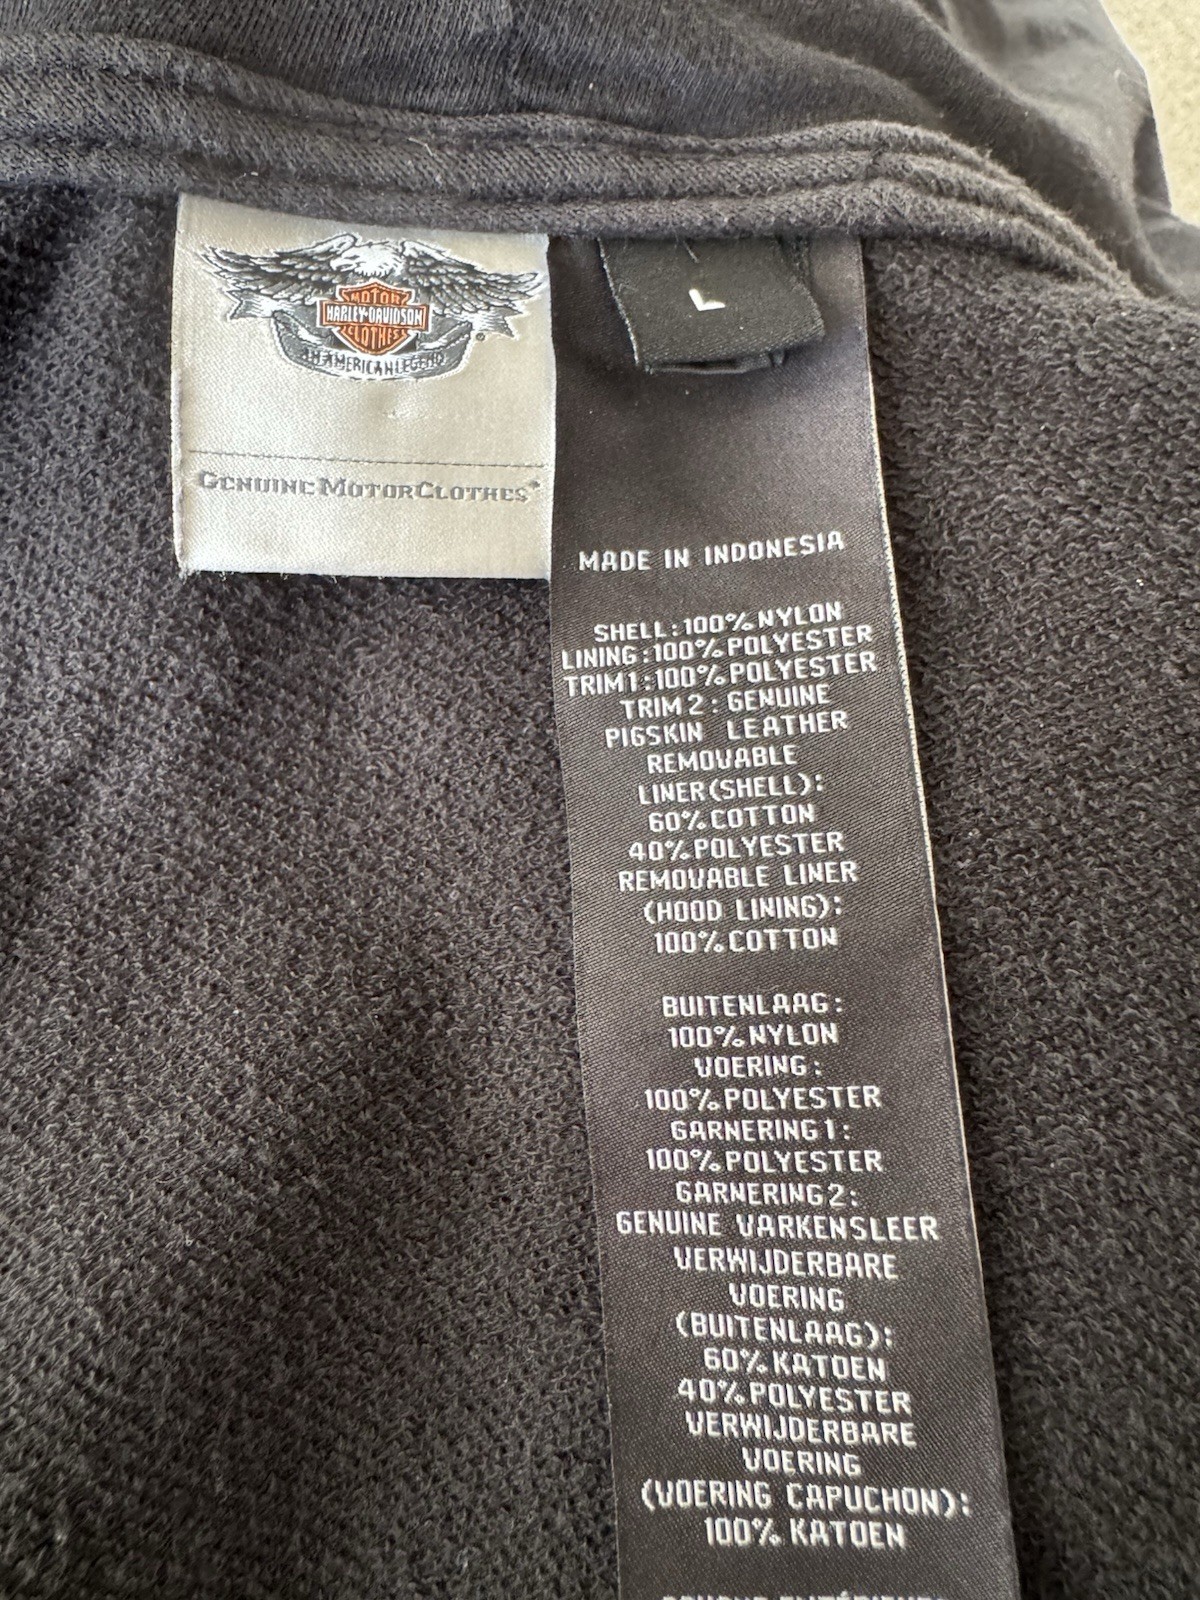 MOTOR
HARLEY-DAVIDSON
CLOTHES
AN AMERICAN LEGEND
®
GENUINE MOTORCLOTHES®
L
MADE IN INDONESIA
SHELL:100% NYLON
LINING:100% POLYESTER
TRIM1:100% POLYESTER
TRIM 2: GENUINE
PIGSKIN LEATHER
REMOVABLE
LINER(SHELL):
60% COTTON
40% POLYESTER
REMOVABLE LINER
(HOOD LINING):
100% COTTON
BUITENLAAG:
100% NYLON
VOERING:
100% POLYESTER
GARNERING1:
100% POLYESTER
GARNERING2:
GENUINE VARKENSLEER
VERWIJDERBARE
VOERING
(BUITENLAAG):
60% KATOEN
40% POLYESTER
VERWIJDERBARE
VOERING
(VOERING CAPUCHON):
100% KATOEN